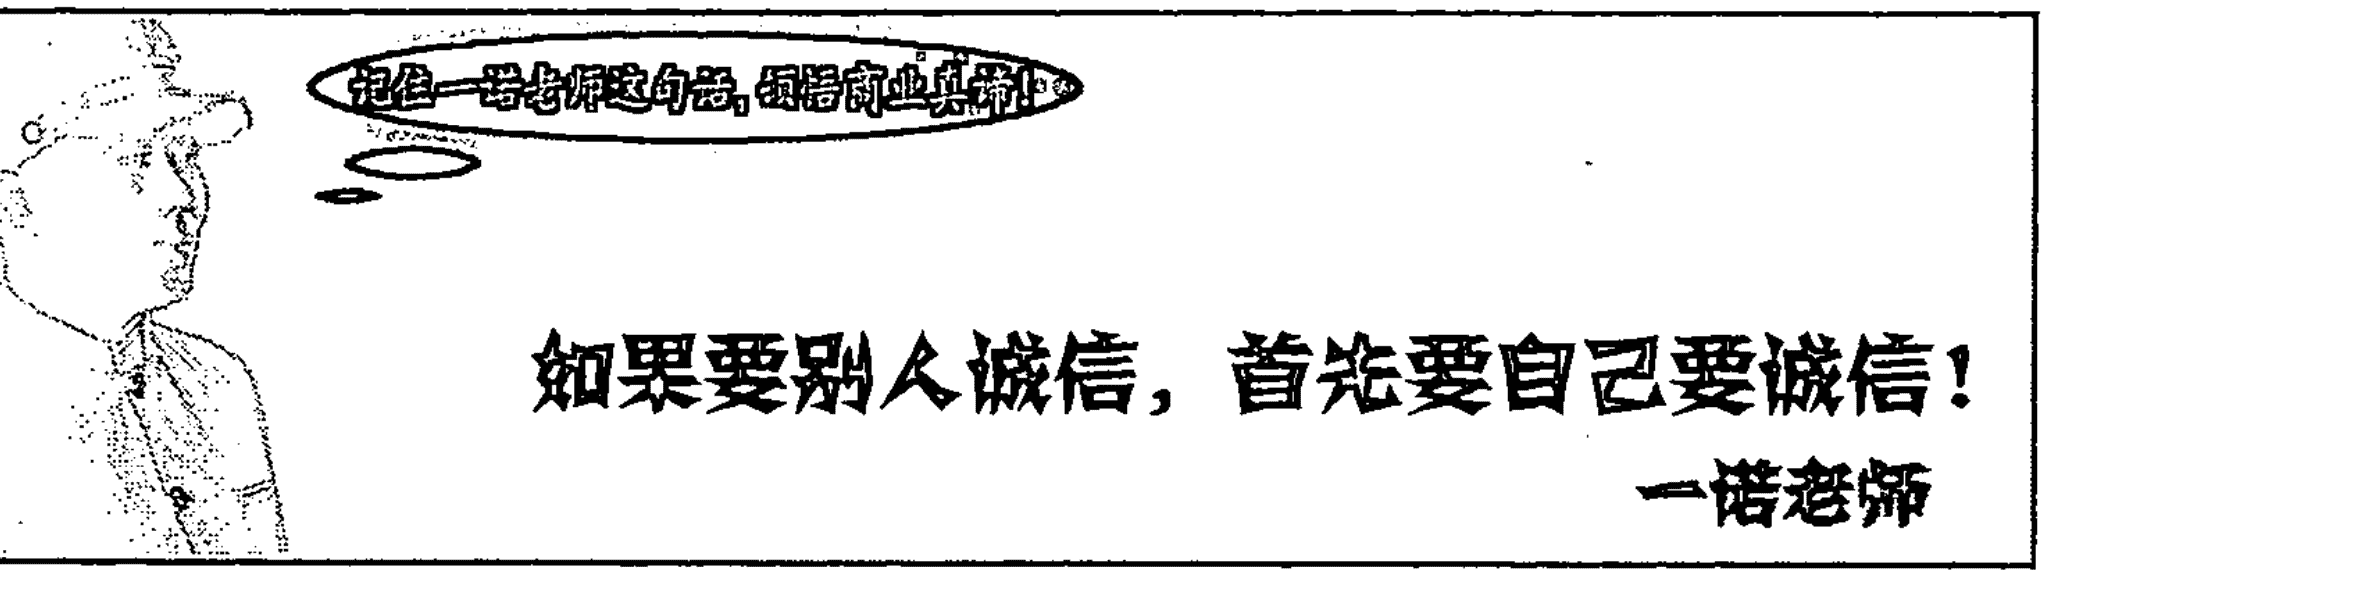 记住一诺老师这句话,领悟商业真谛!
如果要别人诚信，首先要自己要诚信！
一诺老师